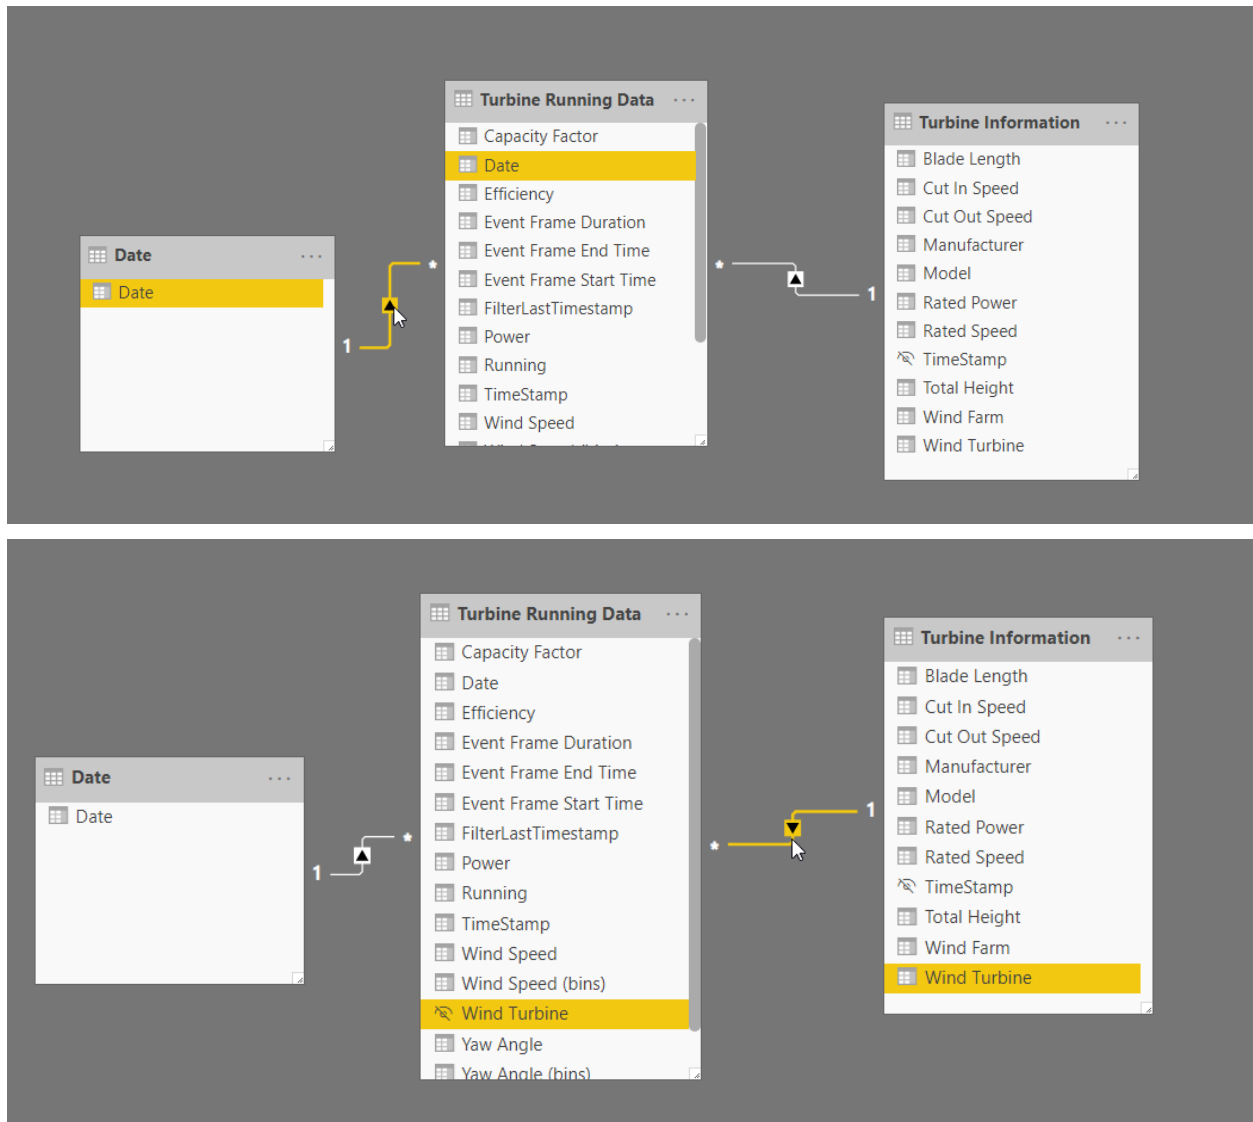 Turbine Running Data ...
Capacity Factor
Date
Efficiency
Event Frame Duration
Event Frame End Time
Event Frame Start Time
FilterLastTimestamp
Power
Running
TimeStamp
Wind Speed
Turbine Information ...
Blade Length
Cut In Speed
Cut Out Speed
Manufacturer
Model
Rated Power
Rated Speed
TimeStamp
Total Height
Wind Farm
Wind Turbine
Date ...
Date
1
*
*
1
Turbine Running Data ...
Capacity Factor
Date
Efficiency
Event Frame Duration
Event Frame End Time
Event Frame Start Time
FilterLastTimestamp
Power
Running
TimeStamp
Wind Speed
Wind Speed (bins)
Wind Turbine
Yaw Angle
Yaw Angle (bins)
Turbine Information ...
Blade Length
Cut In Speed
Cut Out Speed
Manufacturer
Model
Rated Power
Rated Speed
TimeStamp
Total Height
Wind Farm
Wind Turbine
Date ...
Date
1
*
*
1